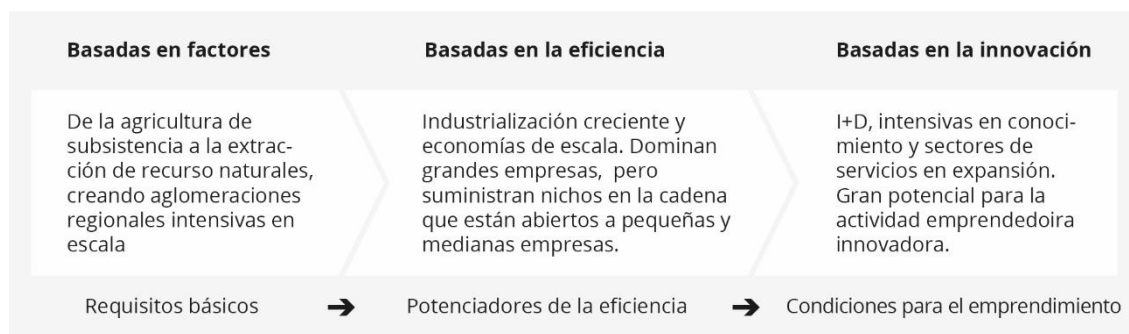 Basadas en factores
De la agricultura de
subsistencia a la extrac-
ción de recurso naturales,
creando aglomeraciones
regionales intensivas en
escala
Requisitos básicos
Basadas en la eficiencia
Industrialización creciente y
economías de escala. Dominan
grandes empresas, pero
suministran nichos en la cadena
que están abiertos a pequeñas y
medianas empresas.
Potenciadores de la eficiencia
Basadas en la innovación
I+D, intensivas en conoci-
miento y sectores de
servicios en expansión.
Gran potencial para la
actividad emprendedoira
innovadora.
Condiciones para el emprendimiento